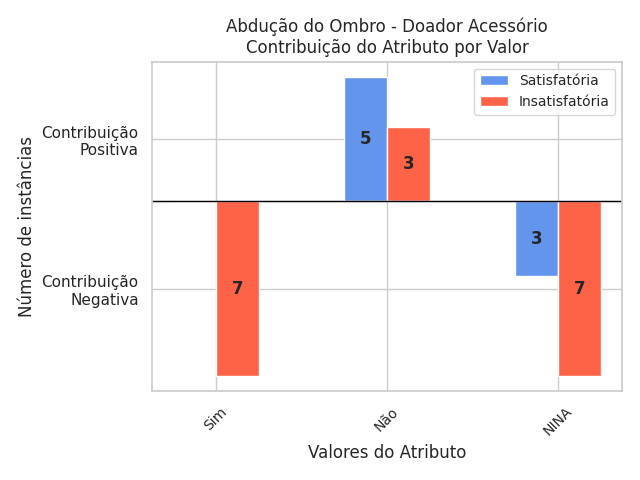 Abdução do Ombro - Doador Acessório
Contribuição do Atributo por Valor
Satisfatória
Insatisfatória
Contribuição
Positiva
Contribuição
Negativa
Número de instâncias
5
3
7
3
7
Sim
Não
NINA
Valores do Atributo